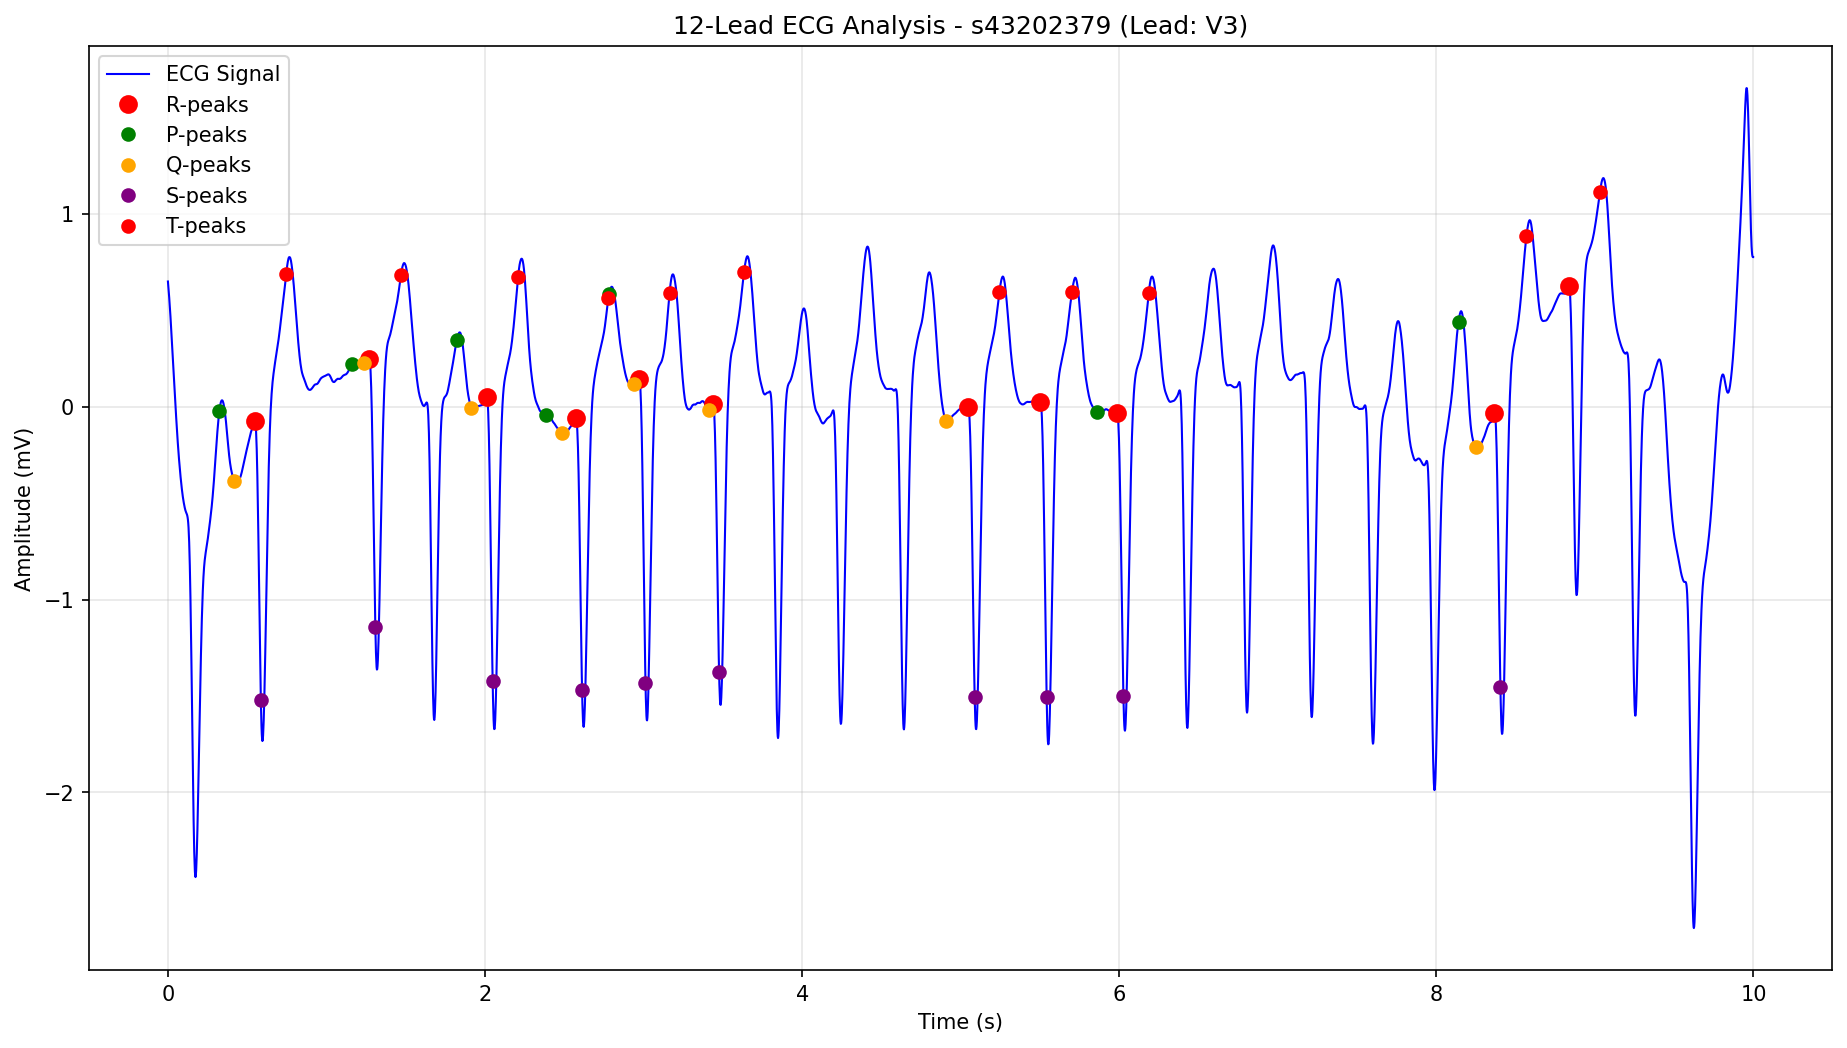 12-Lead ECG Analysis - s43202379 (Lead: V3)
ECG Signal
R-peaks
P-peaks
Q-peaks
S-peaks
T-peaks
Amplitude (mV)
1
0
−1
−2
0
2
4
6
8
10
Time (s)